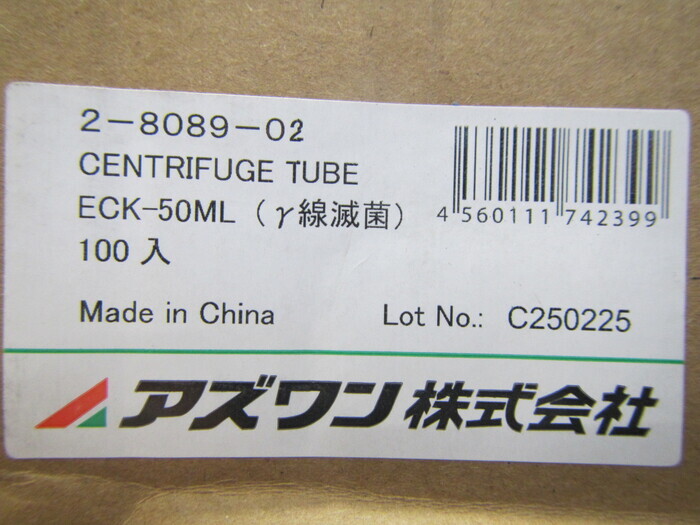 2-8089-02
CENTRIFUGE TUBE
ECK-50ML (γ線滅菌)
100 入
4 560111 742399
Made in China
Lot No.: C250225
アズワン株式会社